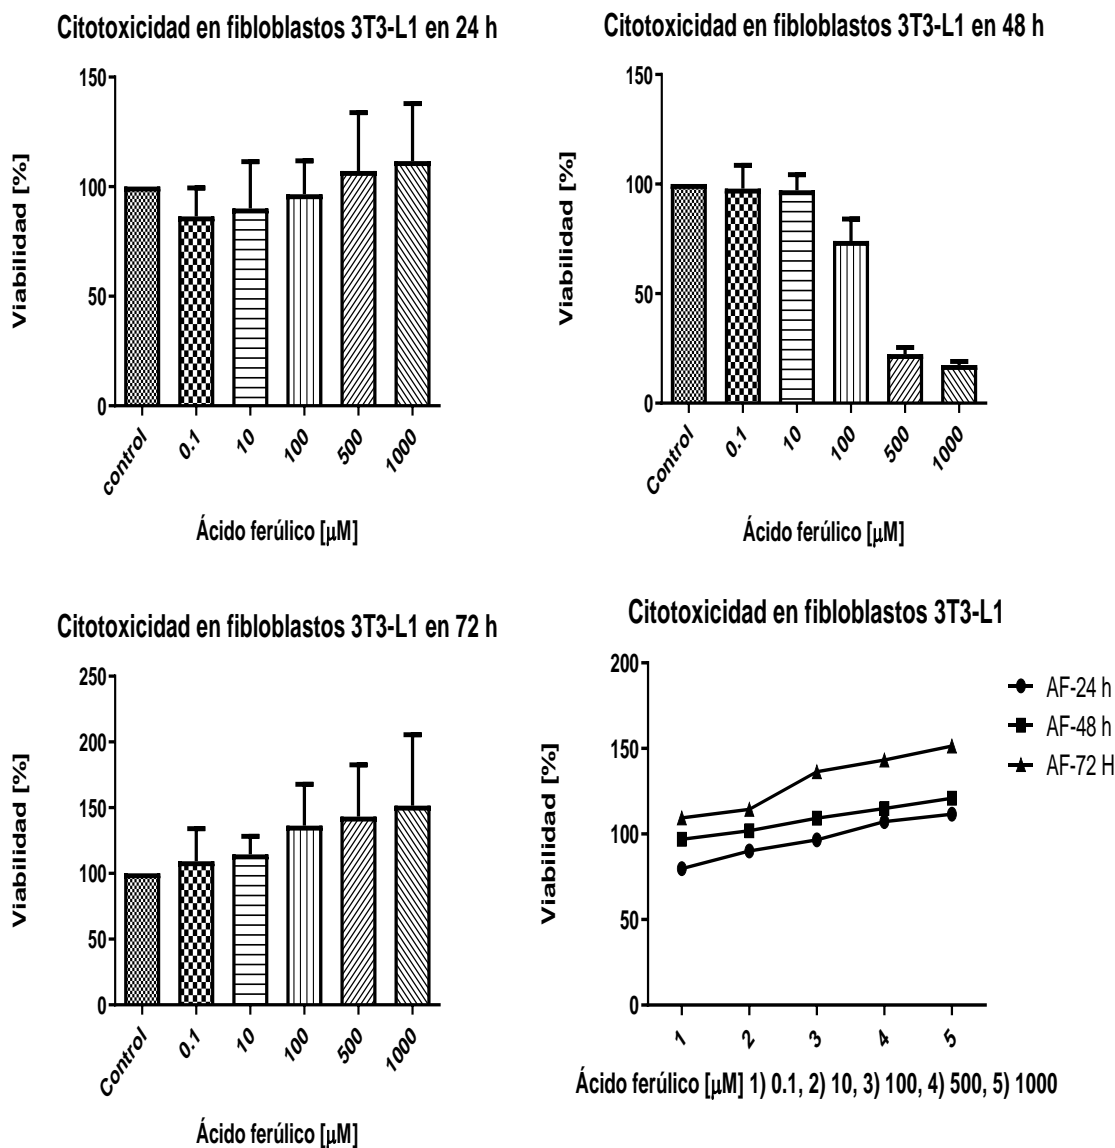 Citotoxicidad en fibloblastos 3T3-L1 en 24 h
Viabilidad [%]
150
100
50
0
control
0.1
10
100
500
1000
Ácido ferúlico [μM]
Citotoxicidad en fibloblastos 3T3-L1 en 48 h
Viabilidad [%]
150
100
50
0
Control
0.1
10
100
500
1000
Ácido ferúlico [μM]
Citotoxicidad en fibloblastos 3T3-L1 en 72 h
Viabilidad [%]
250
200
150
100
50
0
Control
0.1
10
100
500
1000
Ácido ferúlico [μM]
Citotoxicidad en fibloblastos 3T3-L1
Viabilidad [%]
200
150
100
50
0
AF-24 h
AF-48 h
AF-72 H
1
2
3
4
5
Ácido ferúlico [μM] 1) 0.1, 2) 10, 3) 100, 4) 500, 5) 1000